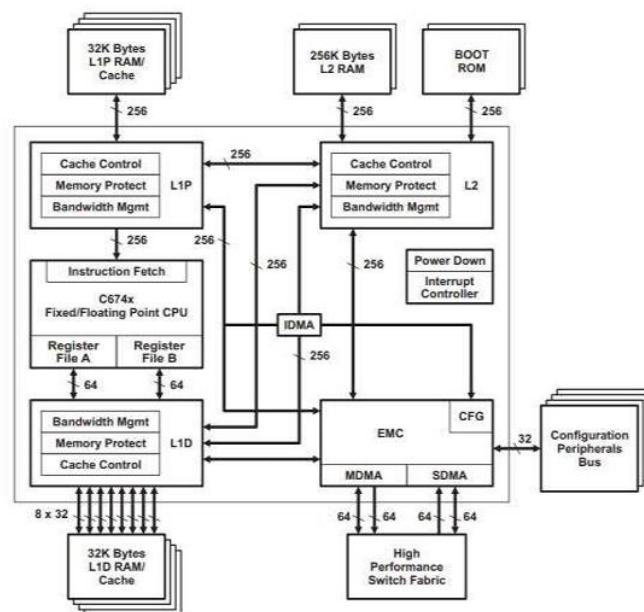 32K Bytes
L1P RAM/
Cache
256K Bytes
L2 RAM
BOOT
ROM
256
256
256
Cache Control
Memory Protect
Bandwidth Mgmt
L1P
256
Cache Control
Memory Protect
Bandwidth Mgmt
L2
256
256
256
256
Power Down
Interrupt
Controller
Instruction Fetch
C674x
Fixed/Floating Point CPU
Register
File A
Register
File B
IDMA
256
64
64
Bandwidth Mgmt
Memory Protect
Cache Control
L1D
EMC
CFG
MDMA
SDMA
32
Configuration
Peripherals
Bus
8 x 32
64
64
64
64
32K Bytes
L1D RAM/
Cache
High
Performance
Switch Fabric